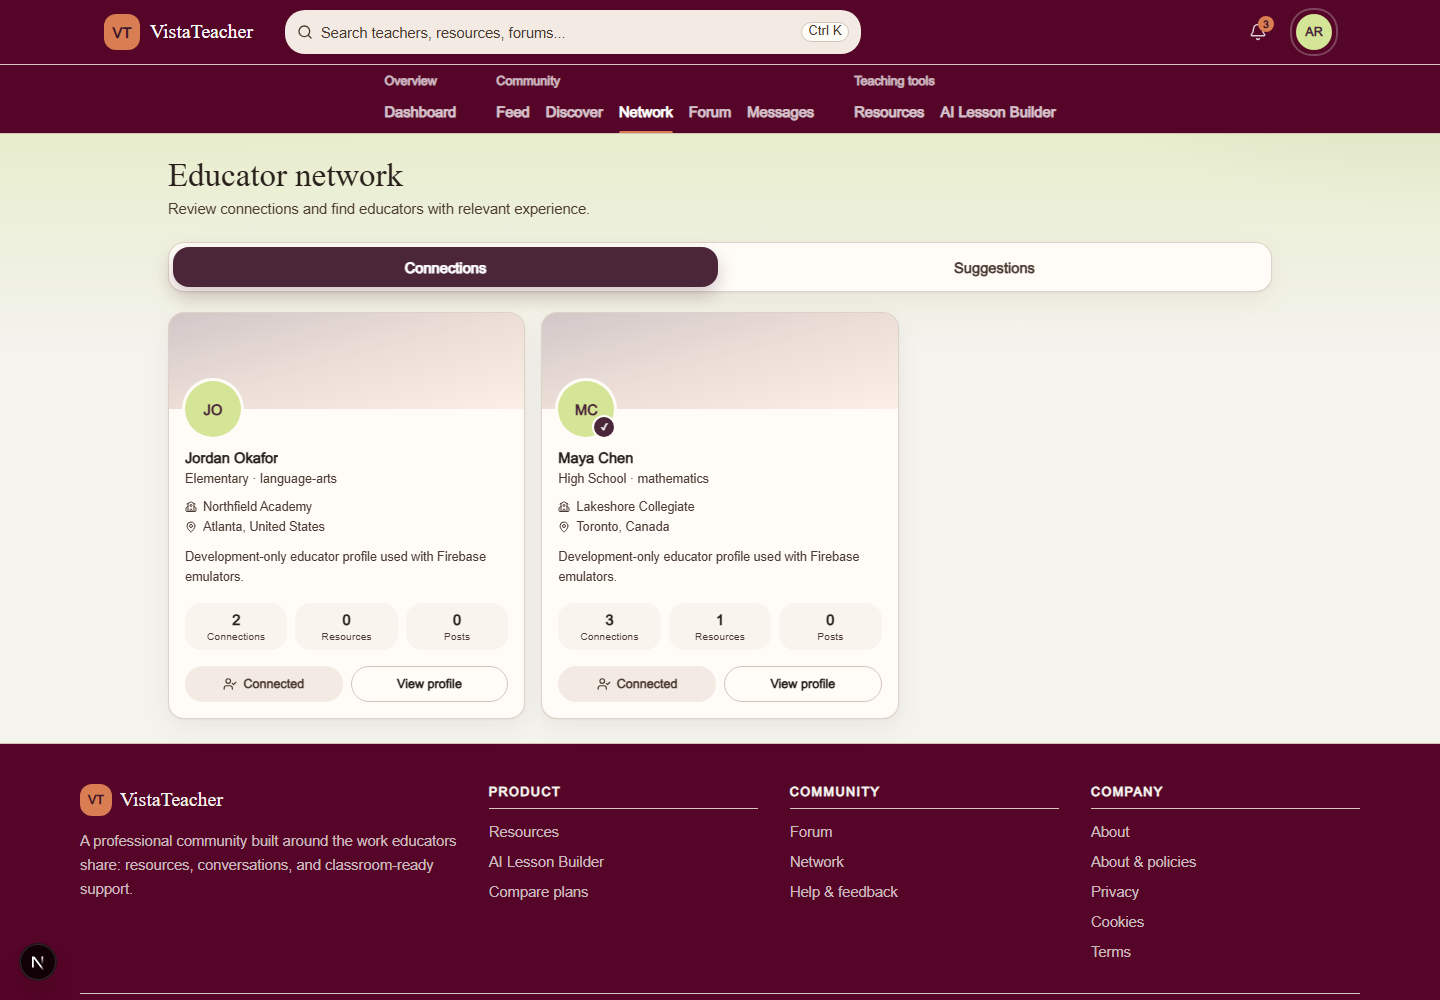 VT VistaTeacher
Search teachers, resources, forums... Ctrl K
3
AR
Overview Community Teaching tools
Dashboard Feed Discover Network Forum Messages Resources AI Lesson Builder
Educator network
Review connections and find educators with relevant experience.
Connections Suggestions
JO
Jordan Okafor
Elementary · language-arts
Northfield Academy
Atlanta, United States
Development-only educator profile used with Firebase
emulators.
2 0 0
Connections Resources Posts
Connected View profile
MC
Maya Chen
High School · mathematics
Lakeshore Collegiate
Toronto, Canada
Development-only educator profile used with Firebase
emulators.
3 1 0
Connections Resources Posts
Connected View profile
VT VistaTeacher
A professional community built around the work educators
share: resources, conversations, and classroom-ready
support.
PRODUCT
Resources
AI Lesson Builder
Compare plans
COMMUNITY
Forum
Network
Help & feedback
COMPANY
About
About & policies
Privacy
Cookies
Terms
N